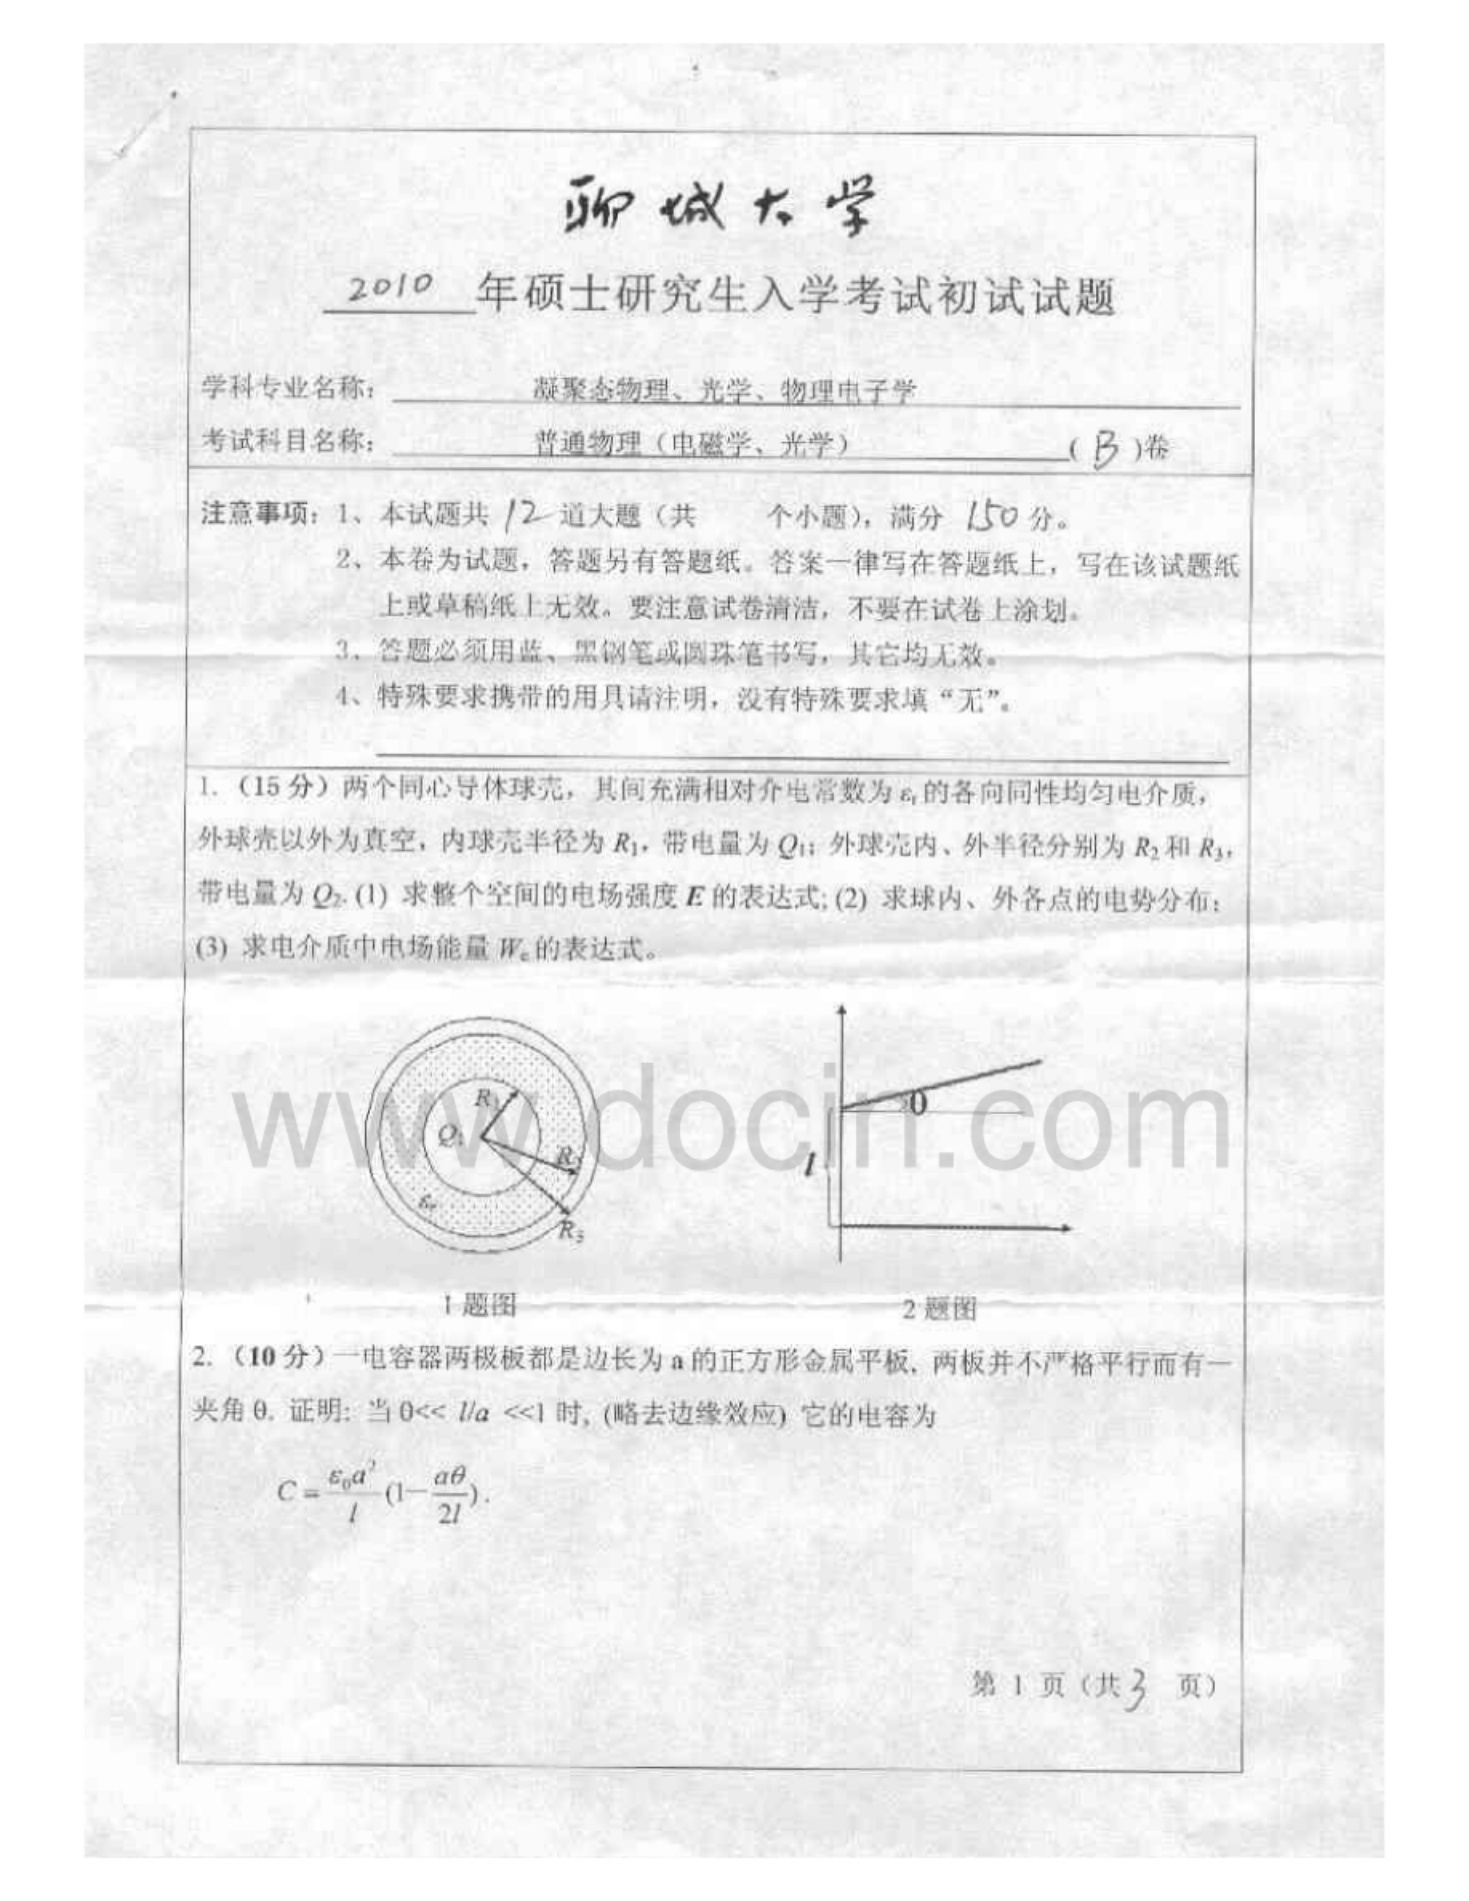 聊城大学
2010 年硕士研究生入学考试初试试题
学科专业名称: 凝聚态物理、光学、物理电子学
考试科目名称: 普通物理（电磁学、光学） ( B )卷
注意事项: 1、本试题共 12 道大题（共 个小题），满分 150 分。
2、本卷为试题，答题另有答题纸。答案一律写在答题纸上，写在该试题纸
上或草稿纸上无效。要注意试卷清洁，不要在试卷上涂划。
3、答题必须用蓝、黑钢笔或圆珠笔书写，其它均无效。
4、特殊要求携带的用具请注明，没有特殊要求填“无”。
1. （15 分）两个同心导体球壳，其间充满相对介电常数为 εr 的各向同性均匀电介质，
外球壳以外为真空，内球壳半径为 R1，带电量为 Q1; 外球壳内、外半径分别为 R2 和 R3,
带电量为 Q2. (1) 求整个空间的电场强度 E 的表达式; (2) 求球内、外各点的电势分布;
(3) 求电介质中电场能量 We 的表达式。
R1
Q1
R2
εr
R3
θ
l
www.docin.com
1 题图
2 题图
2. （10 分）一电容器两极板都是边长为 a 的正方形金属平板, 两板并不严格平行而有一
夹角 θ. 证明: 当 θ<< l/a <<1 时, (略去边缘效应) 它的电容为
C = ε0a²/l (1 − aθ/2l).
第 1 页（共 3 页）